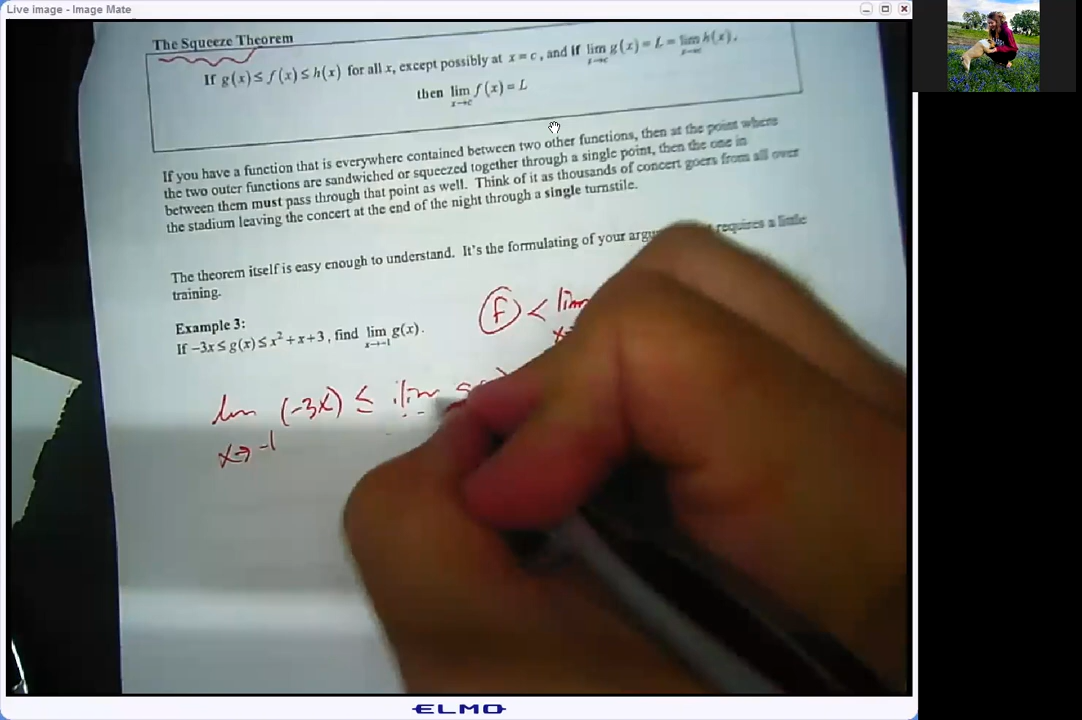 Live image - Image Mate
The Squeeze Theorem
If g(x) ≤ f(x) ≤ h(x) for all x, except possibly at x = c, and if lim g(x) = L = lim h(x),
x→c x→c
then lim f(x) = L
x→c
If you have a function that is everywhere contained between two other functions, then at the point where
the two outer functions are sandwiched or squeezed together through a single point, then the one in
between them must pass through that point as well. Think of it as thousands of concert goers from all over
the stadium leaving the concert at the end of the night through a single turnstile.
The theorem itself is easy enough to understand. It's the formulating of your requires a little
training.
Example 3:
If -3x ≤ g(x) ≤ x² + x + 3, find lim g(x).
x→-1
F < lim
lim (-3x) ≤ lim
x→-1
ELMO